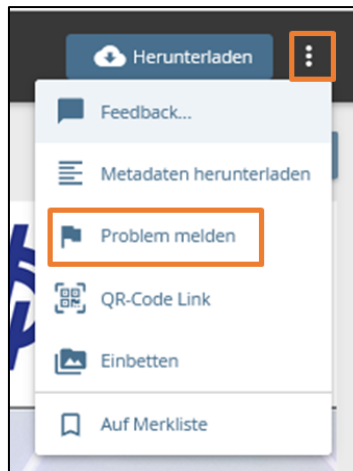 Herunterladen
Feedback...
Metadaten herunterladen
Problem melden
QR-Code Link
Einbetten
Auf Merkliste